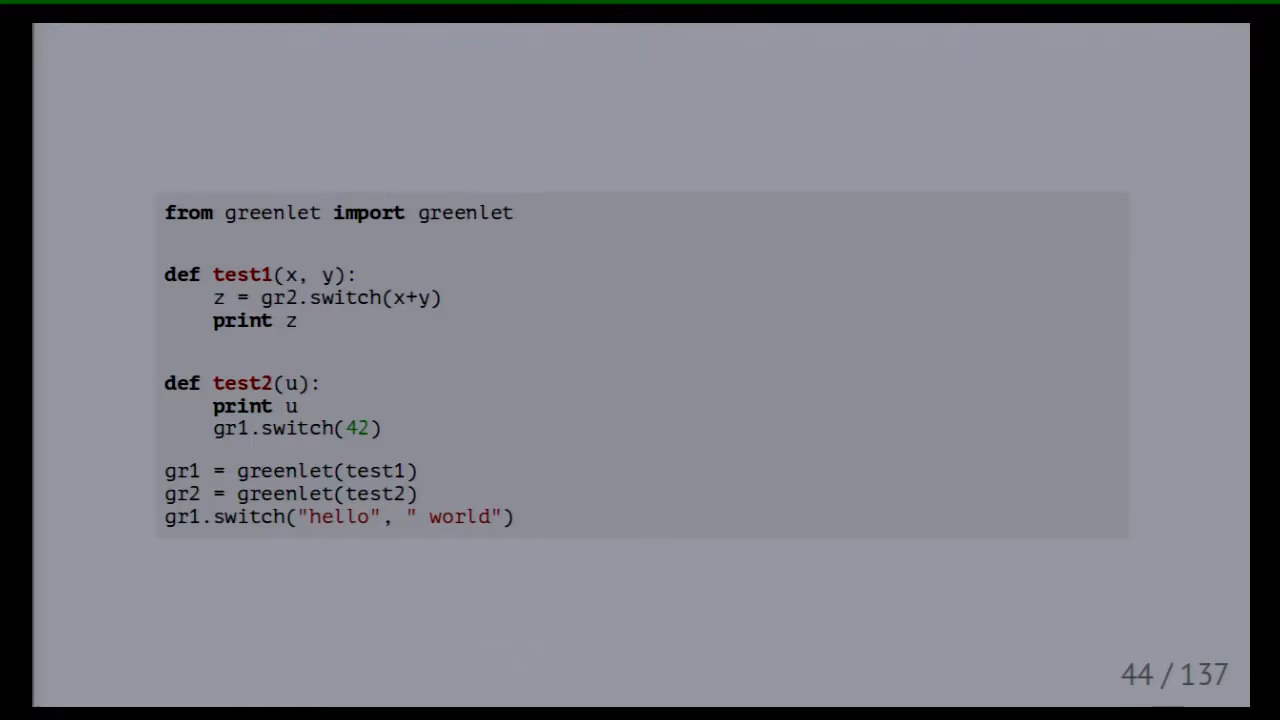 from greenlet import greenlet
def test1(x, y):
    z = gr2.switch(x+y)
    print z
def test2(u):
    print u
    gr1.switch(42)
gr1 = greenlet(test1)
gr2 = greenlet(test2)
gr1.switch("hello", " world")
44 / 137